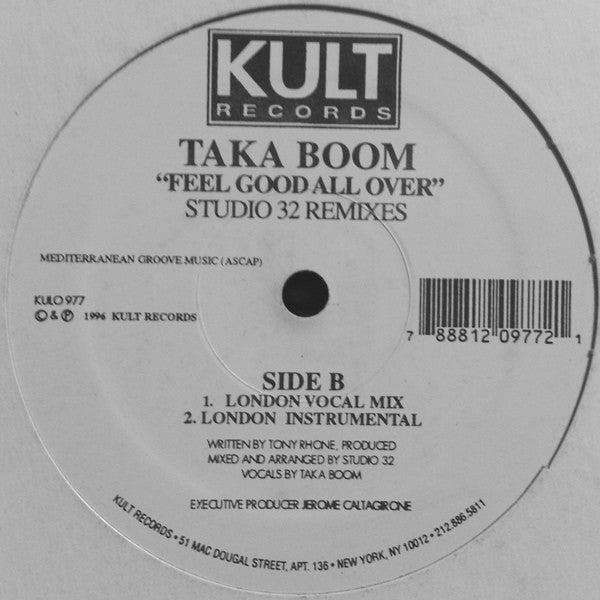 KULT
RECORDS
TAKA BOOM
“FEEL GOOD ALL OVER”
STUDIO 32 REMIXES
MEDITERRANEAN GROOVE MUSIC (ASCAP)
KULO 977
© & ℗ 1996 KULT RECORDS
7 88812 09772 1
SIDE B
1. LONDON VOCAL MIX
2. LONDON INSTRUMENTAL
WRITTEN BY TONY RHONE, PRODUCED
MIXED AND ARRANGED BY STUDIO 32
VOCALS BY TAKA BOOM
EXECUTIVE PRODUCER JEROME CALTAGIRONE
KULT RECORDS • 51 MAC DOUGAL STREET, APT. 136 • NEW YORK, NY 10012 • 212.886.5811